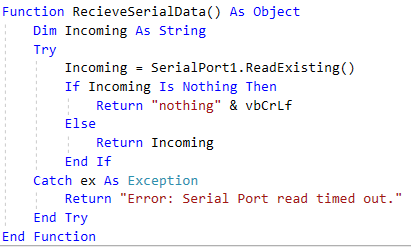 Function RecieveSerialData() As Object
    Dim Incoming As String
    Try
        Incoming = SerialPort1.ReadExisting()
        If Incoming Is Nothing Then
            Return "nothing" & vbCrLf
        Else
            Return Incoming
        End If
    Catch ex As Exception
        Return "Error: Serial Port read timed out."
    End Try
End Function